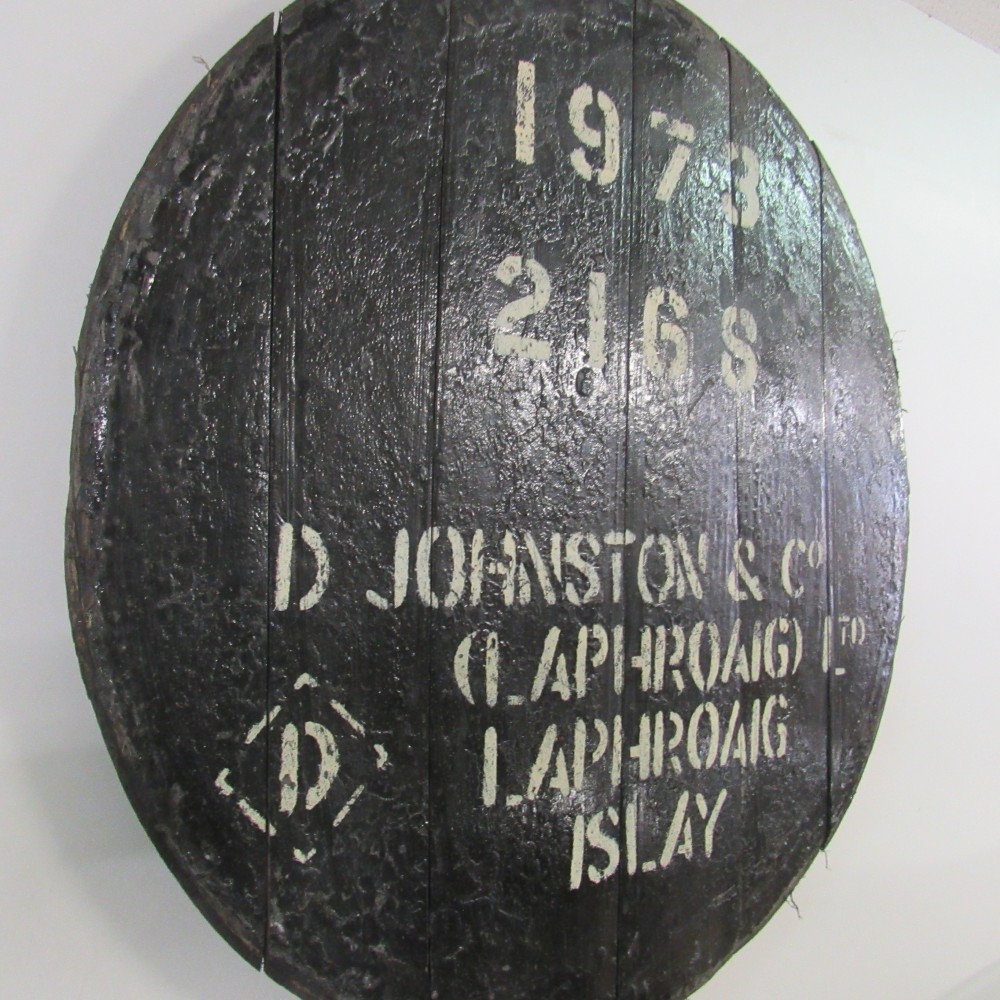 1973
2168
D JOHNSTON & Cº
(LAPHROAIG) LTD
LAPHROAIG
ISLAY
D